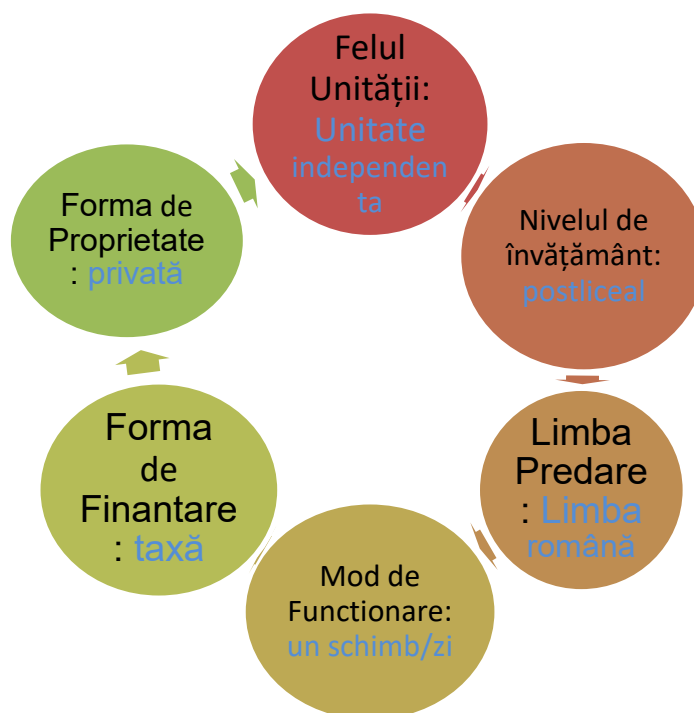 Felul
Unității:
Unitate
independen
ta
Nivelul de
învățământ:
postliceal
Limba
Predare
: Limba
română
Mod de
Functionare:
un schimb/zi
Forma
de
Finantare
: taxă
Forma de
Proprietate
: privată